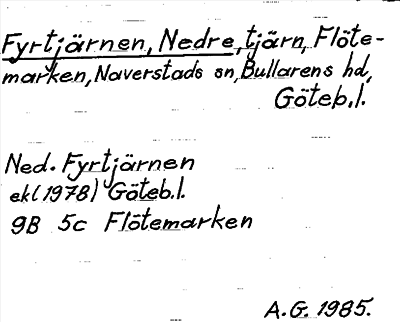 Fyrtjärnen, Nedre, tjärn, Flöte-
marken, Naverstads sn, Bullarens hd,
Göteb.l.
Ned. Fyrtjärnen
ek(1978) Göteb.l.
9B 5c Flötemarken
A.G. 1985.